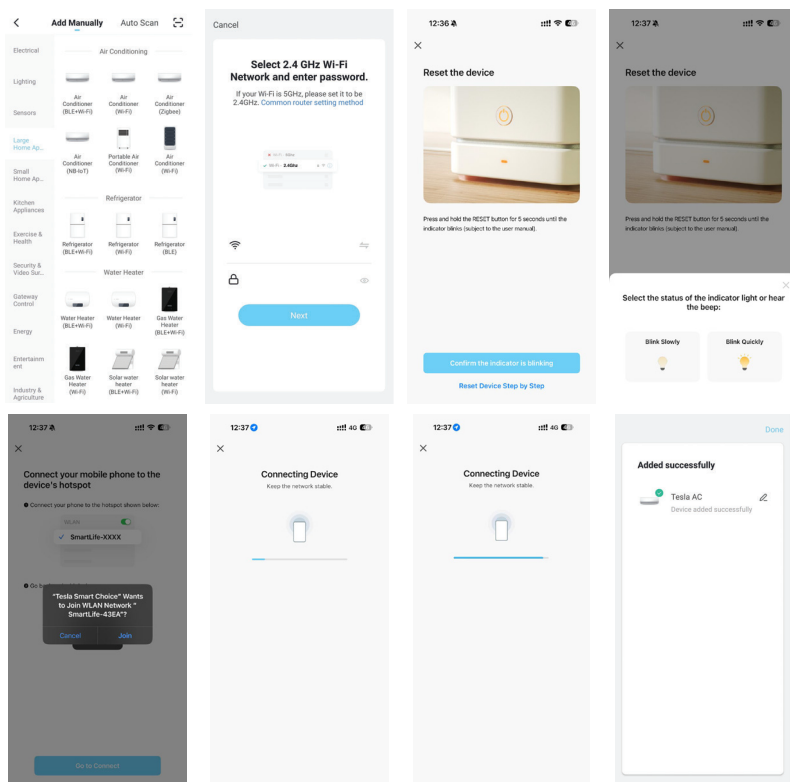 Add Manually
Auto Scan
Electrical
Lighting
Sensors
Large
Home Ap...
Small
Home Ap...
Kitchen
Appliances
Exercise &
Health
Security &
Video Sur...
Gateway
Control
Energy
Entertainm
ent
Industry &
Agriculture
Air Conditioning
Air
Conditioner
(BLE+Wi-Fi)
Air
Conditioner
(Wi-Fi)
Air
Conditioner
(Zigbee)
Air
Conditioner
(NB-IoT)
Portable Air
Conditioner
(Wi-Fi)
Air
Conditioner
(Wi-Fi)
Refrigerator
Refrigerator
(BLE+Wi-Fi)
Refrigerator
(Wi-Fi)
Refrigerator
(BLE)
Water Heater
Water Heater
(BLE+Wi-Fi)
Water Heater
(Wi-Fi)
Gas Water
Heater
(BLE+Wi-Fi)
Gas Water
Heater
(Wi-Fi)
Solar water
heater
(BLE+Wi-Fi)
Solar water
heater
(Wi-Fi)
Cancel
Select 2.4 GHz Wi-Fi
Network and enter password.
If your Wi-Fi is 5GHz, please set it to be
2.4GHz. Common router setting method
Wi-Fi - 5GHz
Wi-Fi - 2.4Ghz
Next
12:36
Reset the device
Press and hold the RESET button for 5 seconds until the
indicator blinks (subject to the user manual).
Confirm the indicator is blinking
Reset Device Step by Step
12:37
Reset the device
Press and hold the RESET button for 5 seconds until the
indicator blinks (subject to the user manual).
Select the status of the indicator light or hear
the beep:
Blink Slowly
Blink Quickly
12:37
Connect your mobile phone to the
device's hotspot
1 Connect your phone to the hotspot shown below:
WLAN
SmartLife-XXXX
"Tesla Smart Choice" Wants
to Join WLAN Network "
SmartLife-43EA"?
Cancel
Join
Go to Connect
12:37
4G
Connecting Device
Keep the network stable.
12:37
4G
Connecting Device
Keep the network stable.
Done
Added successfully
Tesla AC
Device added successfully